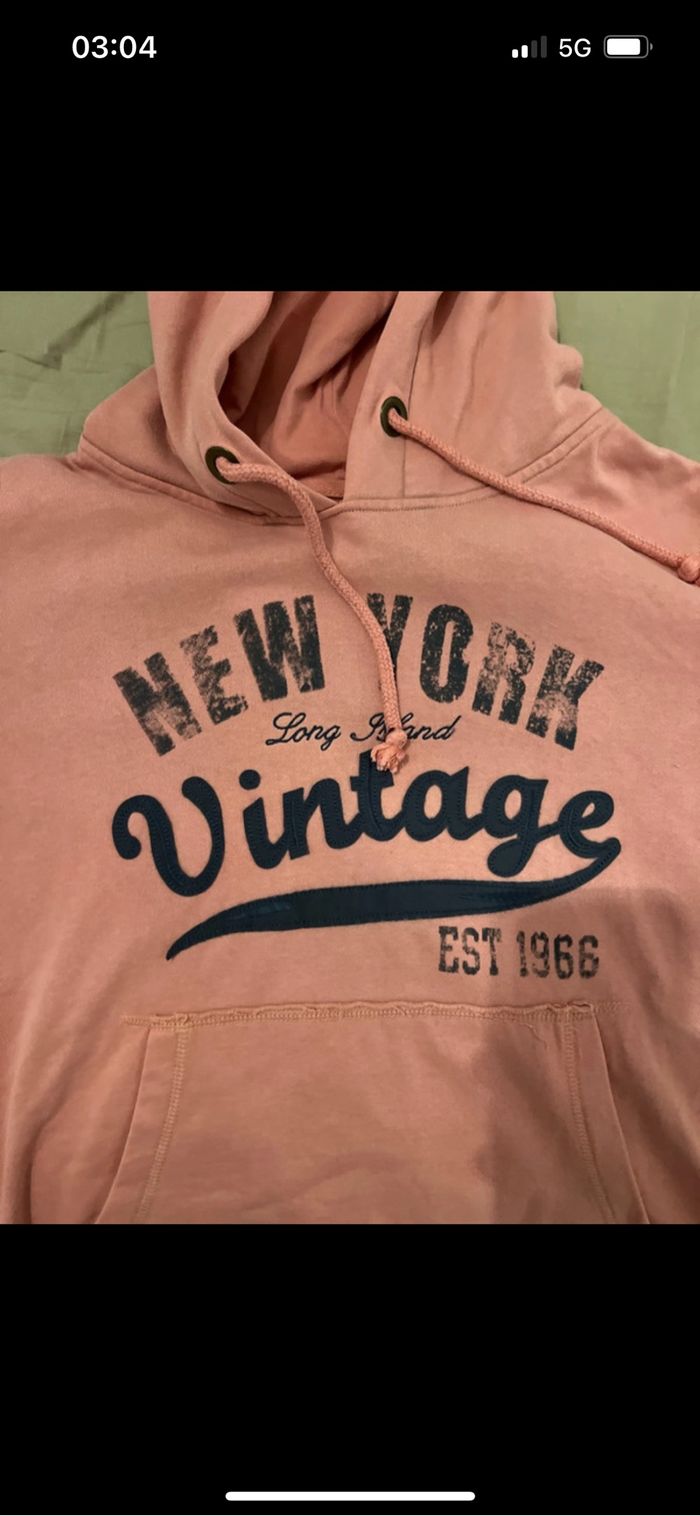 03:04
5G
NEW YORK
Long Island
Vintage
EST 1966